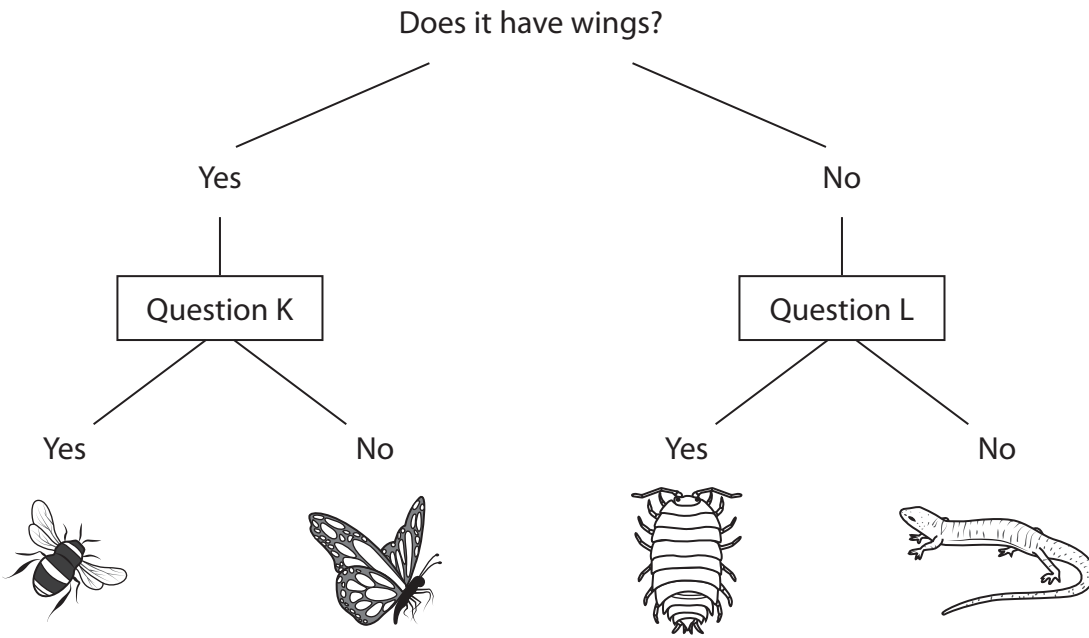 Does it have wings?
Yes
No
Question K
Question L
Yes
No
Yes
No